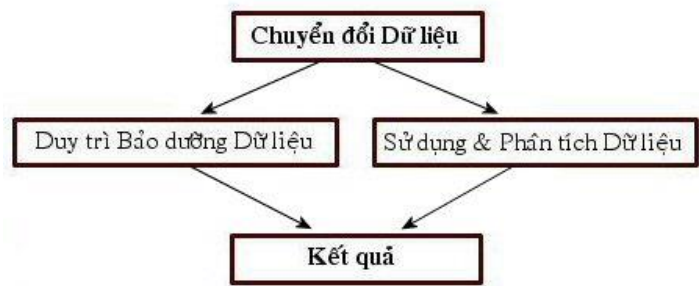 Chuyển đổi Dữ liệu
Duy trì Bảo dưỡng Dữ liệu
Sử dụng & Phân tích Dữ liệu
Kết quả